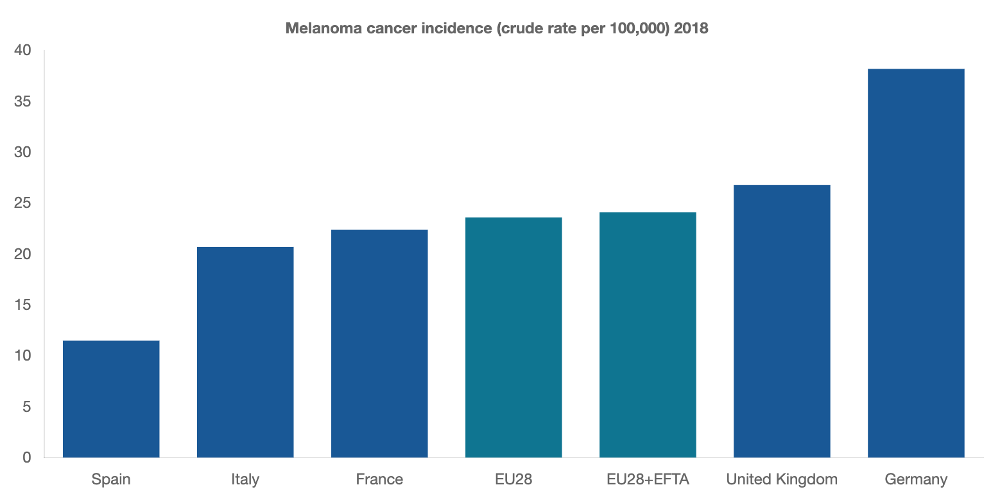 Melanoma cancer incidence (crude rate per 100,000) 2018
40
35
30
25
20
15
10
5
0
Spain
Italy
France
EU28
EU28+EFTA
United Kingdom
Germany